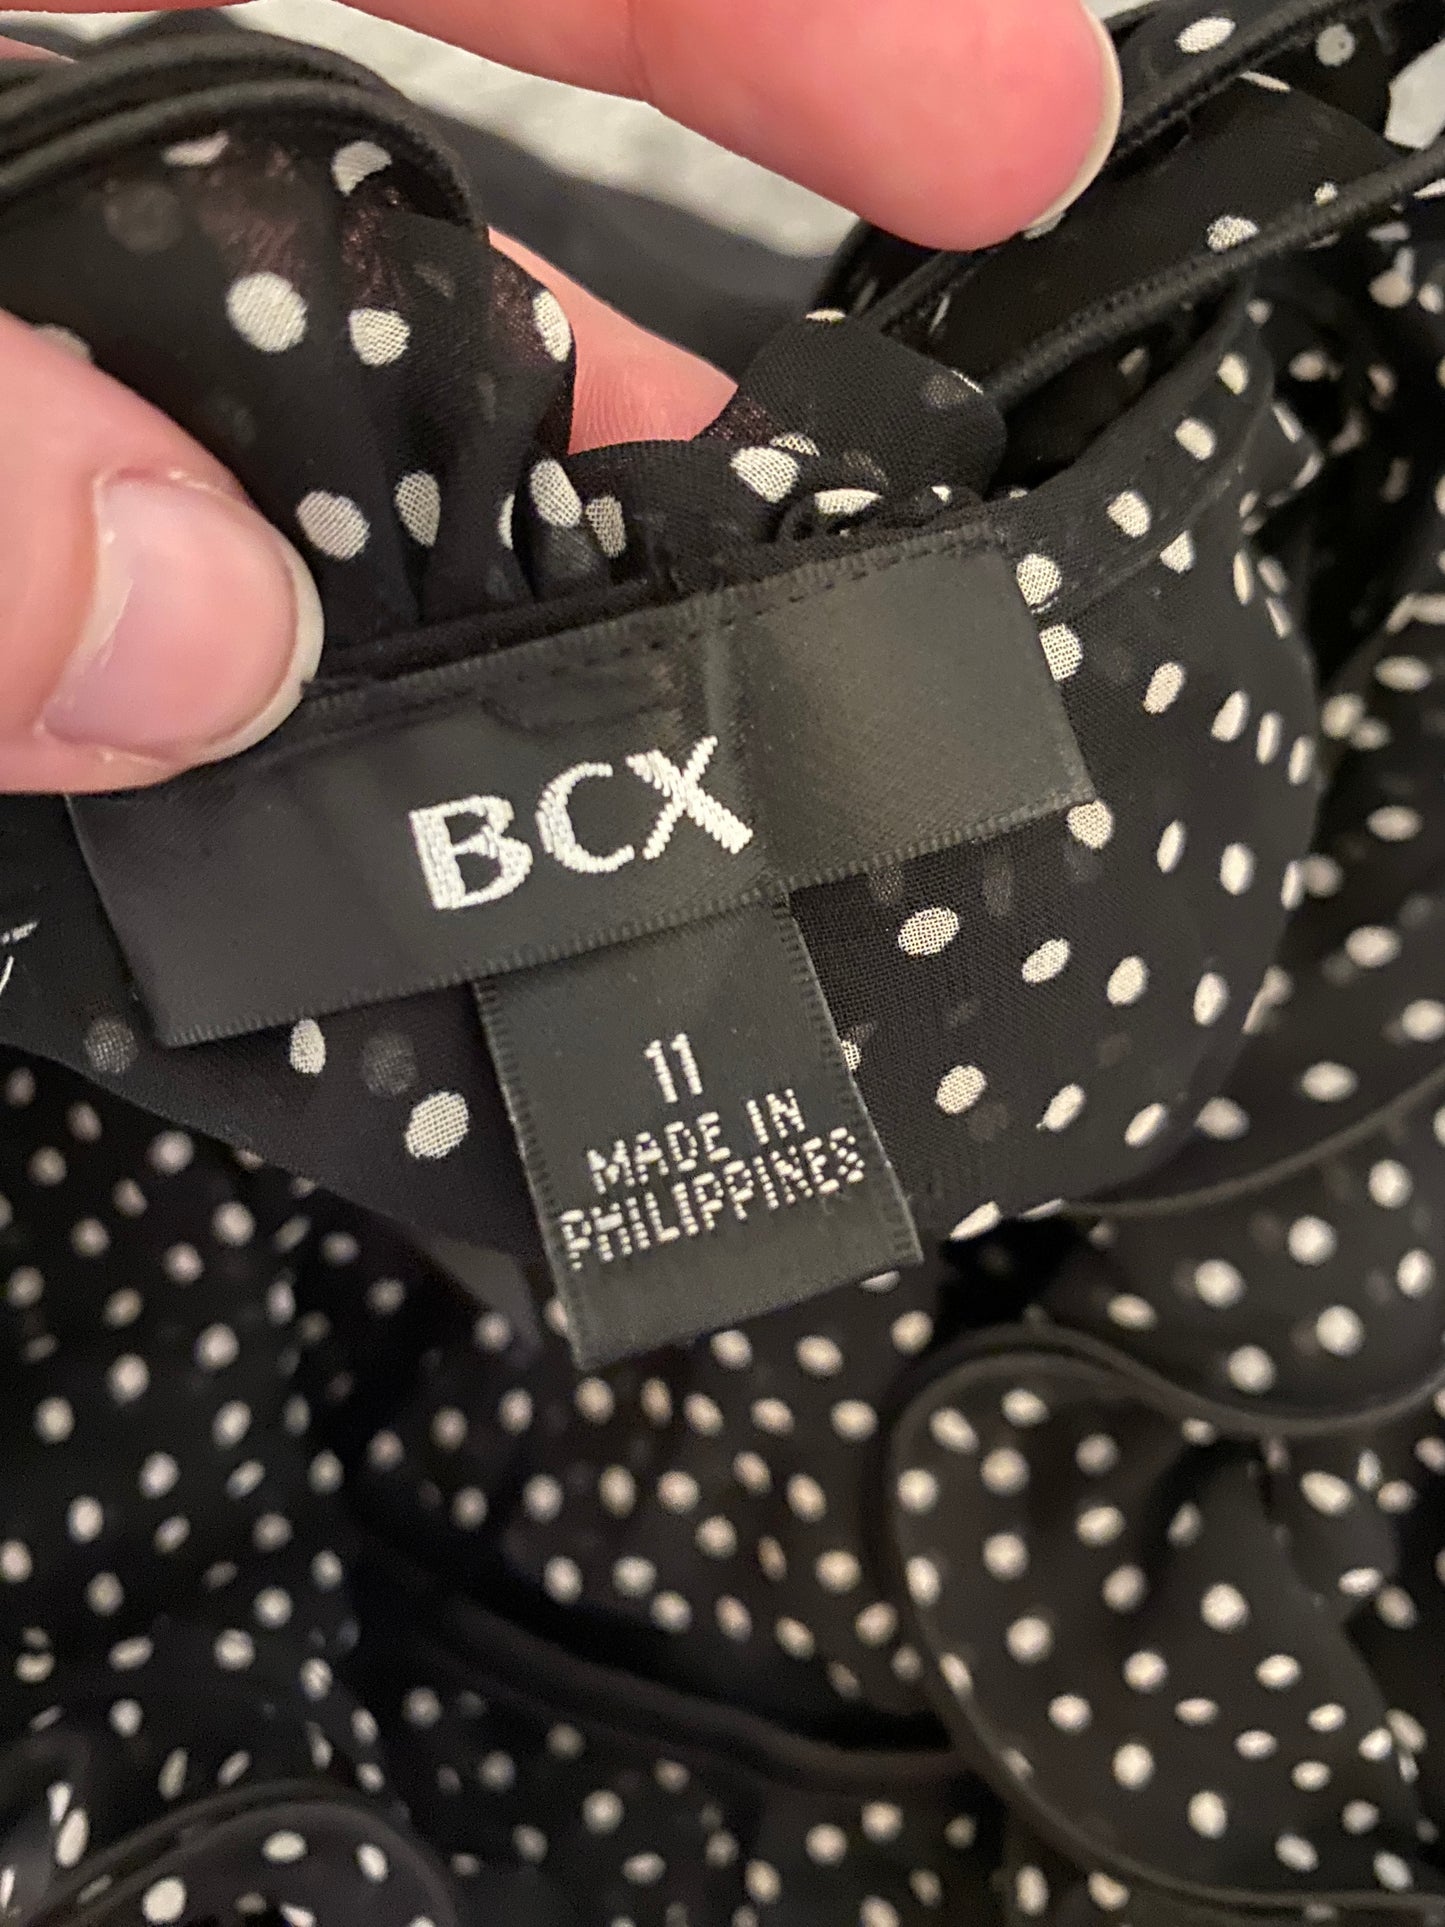 BCX
11
MADE IN
PHILIPPINES